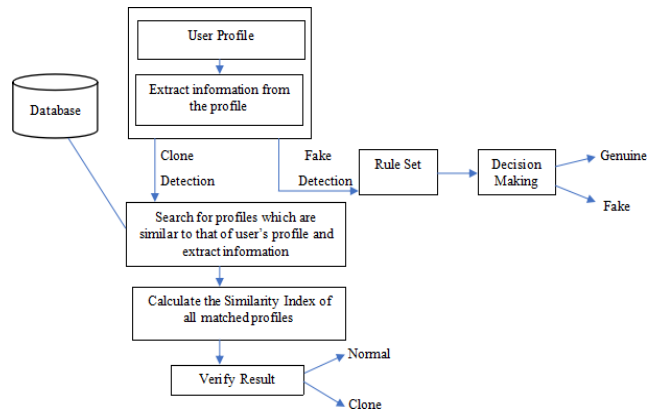 User Profile
Extract information from
the profile
Database
Clone
Detection
Fake
Detection
Rule Set
Decision
Making
Genuine
Fake
Search for profiles which are
similar to that of user's profile and
extract information
Calculate the Similarity Index of
all matched profiles
Verify Result
Normal
Clone